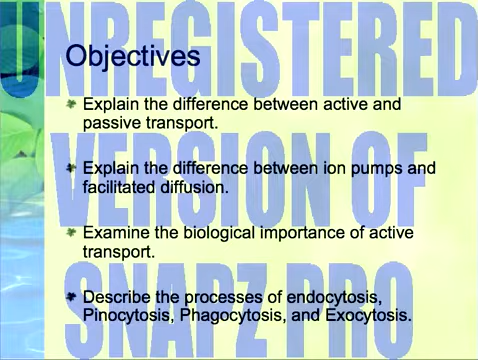 UNREGISTERED
Objectives
Explain the difference between active and
passive transport.
VERSION OF
Explain the difference between ion pumps and
facilitated diffusion.
Examine the biological importance of active
transport.
SNAPZ PRO
Describe the processes of endocytosis,
Pinocytosis, Phagocytosis, and Exocytosis.